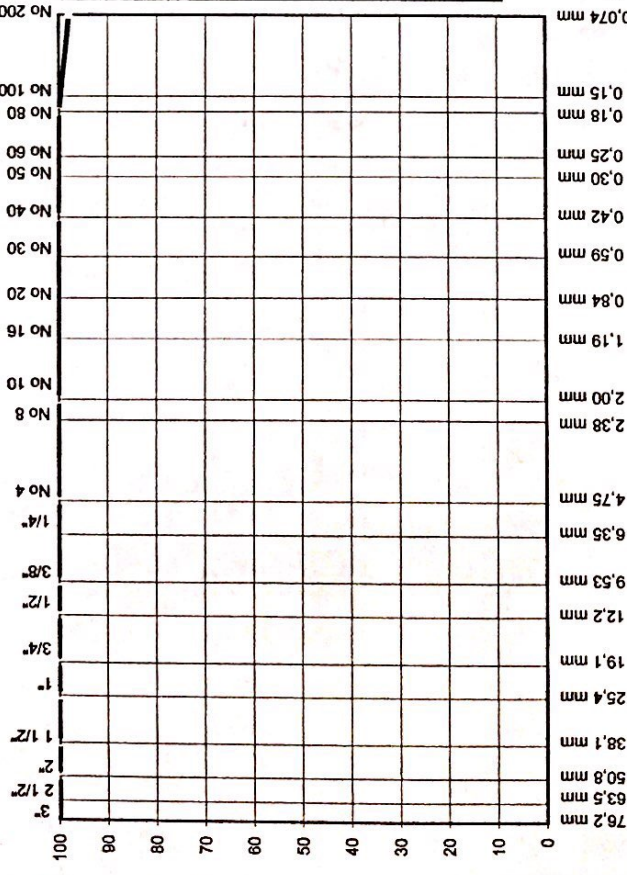 3"
2 1/2"
2"
1 1/2"
1"
3/4"
1/2"
3/8"
1/4"
No 4
No 8
No 10
No 16
No 20
No 30
No 40
No 50
No 60
No 80
No 100
No 200
100
90
80
70
60
50
40
30
20
10
0
76,2 mm
63,5 mm
50,8 mm
38,1 mm
25,4 mm
19,1 mm
12,2 mm
9,53 mm
6,35 mm
4,75 mm
2,38 mm
2,00 mm
1,19 mm
0,84 mm
0,59 mm
0,42 mm
0,30 mm
0,25 mm
0,18 mm
0,15 mm
0,074 mm